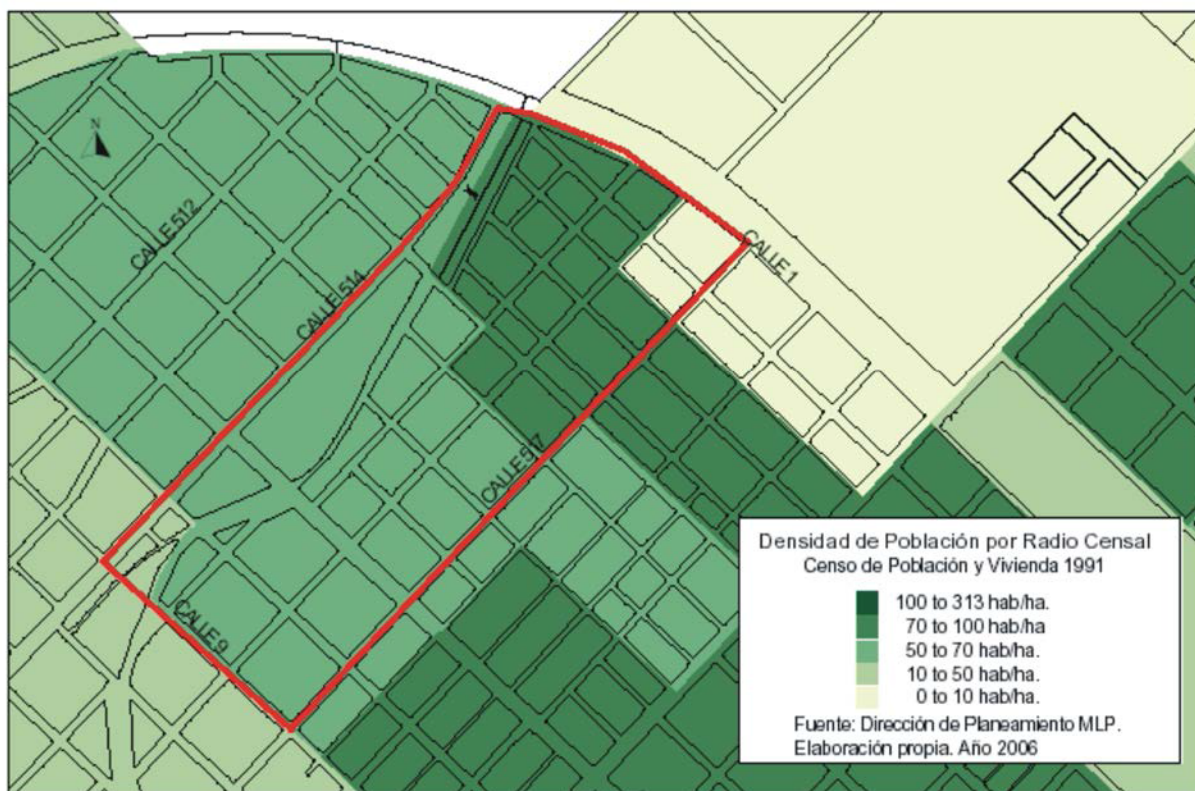 N
CALLE 512
CALLE 514
CALLE 1
CALLE 517
CALLE 9
Densidad de Población por Radio Censal
Censo de Población y Vivienda 1991
100 to 313 hab/ha.
70 to 100 hab/ha
50 to 70 hab/ha.
10 to 50 hab/ha.
0 to 10 hab/ha.
Fuente: Dirección de Planeamiento MLP.
Elaboración propia. Año 2006